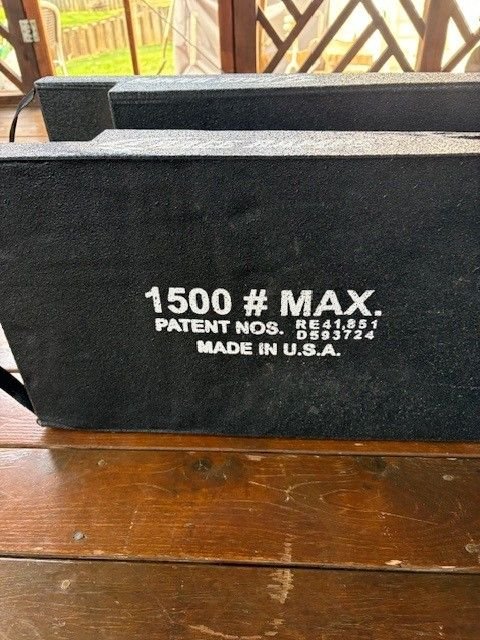 1500 # MAX.
PATENT NOS. RE41,851
D593724
MADE IN U.S.A.